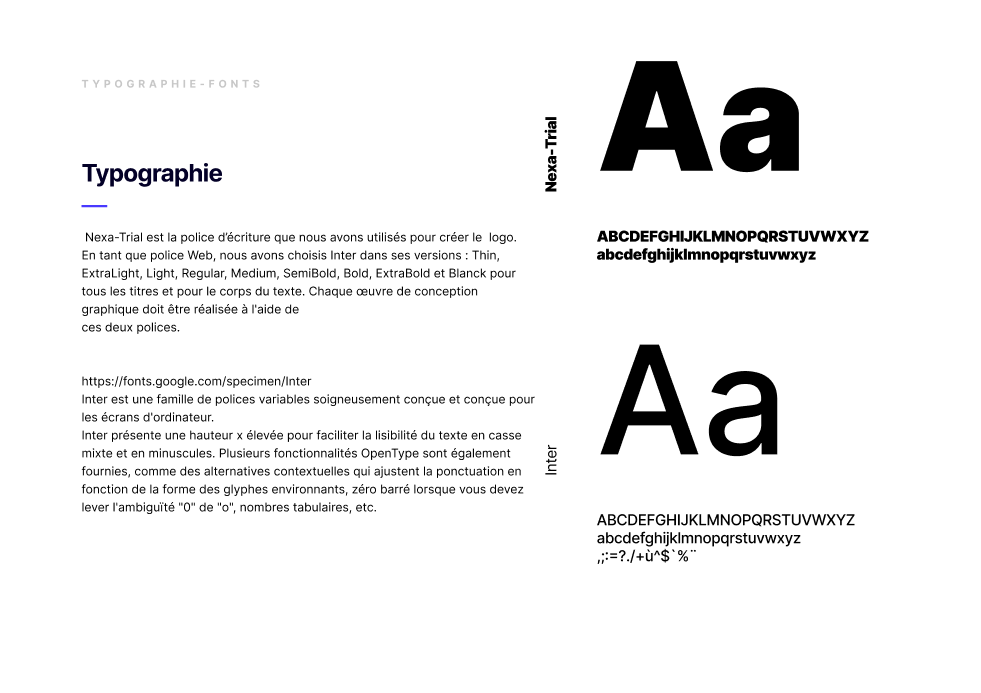 TYPOGRAPHIE-FONTS
Typographie
Nexa-Trial est la police d’écriture que nous avons utilisés pour créer le  logo.
En tant que police Web, nous avons choisis Inter dans ses versions : Thin,
ExtraLight, Light, Regular, Medium, SemiBold, Bold, ExtraBold et Blanck pour
tous les titres et pour le corps du texte. Chaque œuvre de conception
graphique doit être réalisée à l'aide de
ces deux polices.
https://fonts.google.com/specimen/Inter
Inter est une famille de polices variables soigneusement conçue et conçue pour
les écrans d'ordinateur.
Inter présente une hauteur x élevée pour faciliter la lisibilité du texte en casse
mixte et en minuscules. Plusieurs fonctionnalités OpenType sont également
fournies, comme des alternatives contextuelles qui ajustent la ponctuation en
fonction de la forme des glyphes environnants, zéro barré lorsque vous devez
lever l'ambiguïté "0" de "o", nombres tabulaires, etc.
Nexa-Trial
Aa
ABCDEFGHIJKLMNOPQRSTUVWXYZ
abcdefghijklmnopqrstuvwxyz
Inter
Aa
ABCDEFGHIJKLMNOPQRSTUVWXYZ
abcdefghijklmnopqrstuvwxyz
,;:=?./+ù^$`%¨